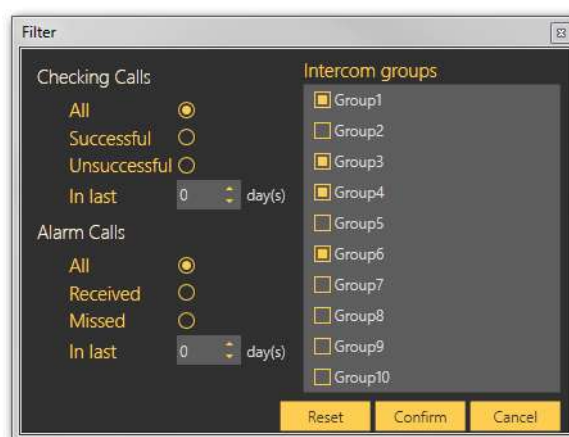 Filter
Checking Calls
All
Successful
Unsuccessful
In last 0 day(s)
Alarm Calls
All
Received
Missed
In last 0 day(s)
Intercom groups
Group1
Group2
Group3
Group4
Group5
Group6
Group7
Group8
Group9
Group10
Reset Confirm Cancel